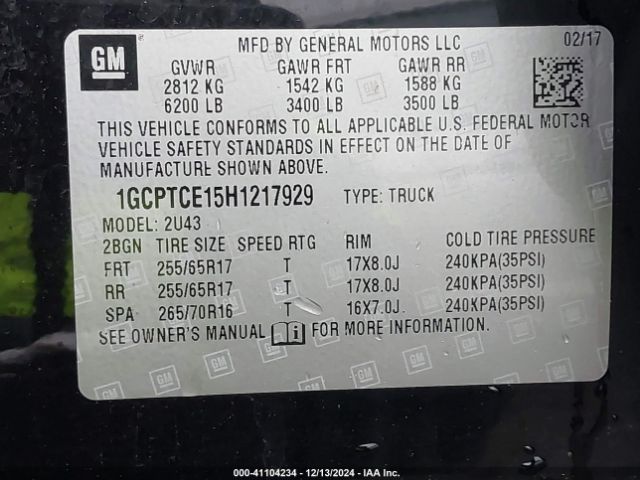 GM
MFD BY GENERAL MOTORS LLC 02/17
GVWR GAWR FRT GAWR RR
2812 KG 1542 KG 1588 KG
6200 LB 3400 LB 3500 LB
THIS VEHICLE CONFORMS TO ALL APPLICABLE U.S. FEDERAL MOTOR
VEHICLE SAFETY STANDARDS IN EFFECT ON THE DATE OF
MANUFACTURE SHOWN ABOVE.
1GCPTCE15H1217929 TYPE: TRUCK
MODEL: 2U43
2BGN TIRE SIZE SPEED RTG RIM COLD TIRE PRESSURE
FRT 255/65R17 T 17X8.0J 240KPA(35PSI)
RR 255/65R17 T 17X8.0J 240KPA(35PSI)
SPA 265/70R16 T 16X7.0J 240KPA(35PSI)
SEE OWNER'S MANUAL FOR MORE INFORMATION.
000-41104234 - 12/13/2024 - IAA Inc.